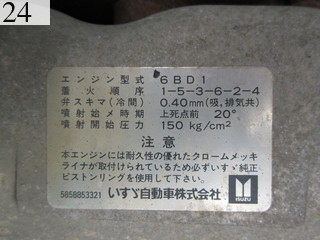 24
エンジン型式 6BD1
着火順序 1-5-3-6-2-4
弁スキマ(冷間) 0.40mm(吸,排気共)
噴射始メ時期 上死点前 20°
噴射開始圧力 150kg/cm2
注意
本エンジンには耐久性の優れたクロームメッキ
ライナが取付けられているため必ずいすゞ純正
ピストンリングを使用して下さい。
5858853321 いすゞ自動車株式会社
ISUZU